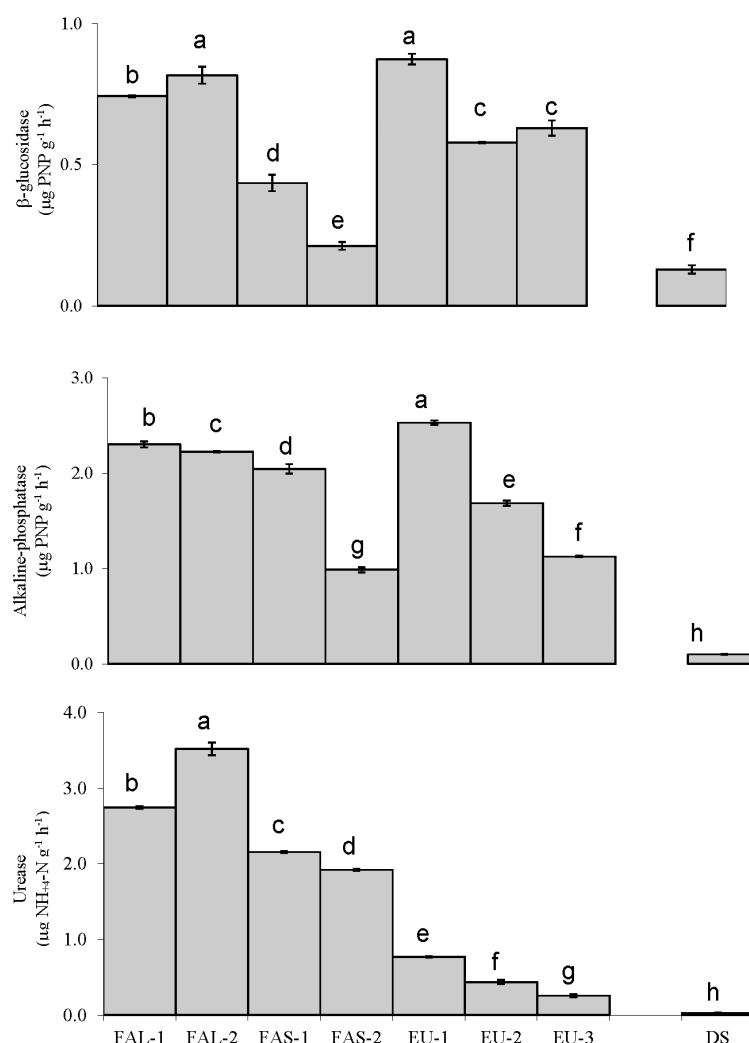 1.0
a
a
b
c
c
0.5
d
e
f
0.0
β-glucosidase
(µg PNP g-1 h-1)
3.0
a
b
c
d
2.0
e
f
g
1.0
h
0.0
Alkaline-phosphatase
(µg PNP g-1 h-1)
4.0
a
b
3.0
c
d
2.0
e
1.0
f
g
h
0.0
Urease
(µg NH+4-N g-1 h-1)
FAL-1 FAL-2 FAS-1 FAS-2 EU-1 EU-2 EU-3 DS